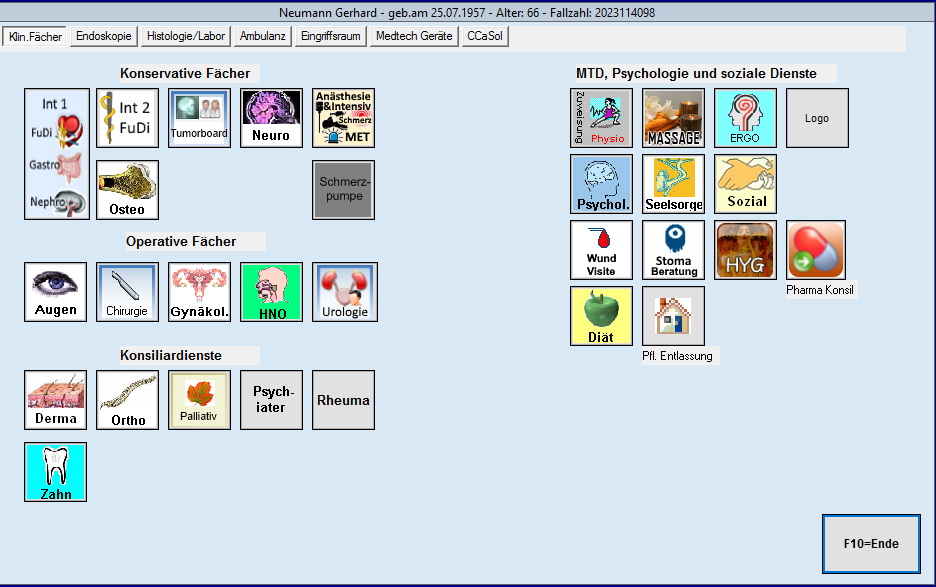 Neumann Gerhard - geb.am 25.07.1957 - Alter: 66 - Fallzahl: 2023114098
Klin.Fächer Endoskopie Histologie/Labor Ambulanz Eingriffsraum Medtech Geräte CCaSol
Konservative Fächer
Int 1
FuDi
Gastro
Nephro
Int 2
FuDi
Tumorboard
Neuro
Anästhesie
&Intensiv
Schmerz
MET
Osteo
Schmerz-
pumpe
Operative Fächer
Augen
Chirurgie
Gynäkol.
HNO
Urologie
Konsiliardienste
Derma
Ortho
Palliativ
Psych-
iater
Rheuma
Zahn
MTD, Psychologie und soziale Dienste
Zuweisung
Physio
MASSAGE
ERGO
Logo
Psychol.
Seelsorge
Sozial
Wund
Visite
Stoma
Beratung
HYG
Pharma Konsil
Diät
Pfl. Entlassung
F10=Ende